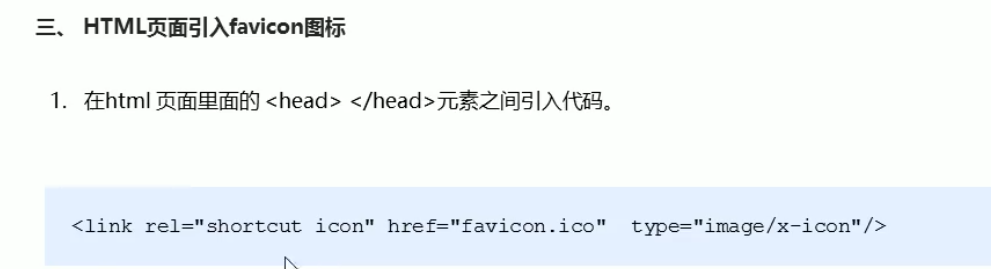 三、 HTML页面引入favicon图标
1. 在html 页面里面的 <head> </head>元素之间引入代码。
<link rel="shortcut icon" href="favicon.ico"  type="image/x-icon"/>